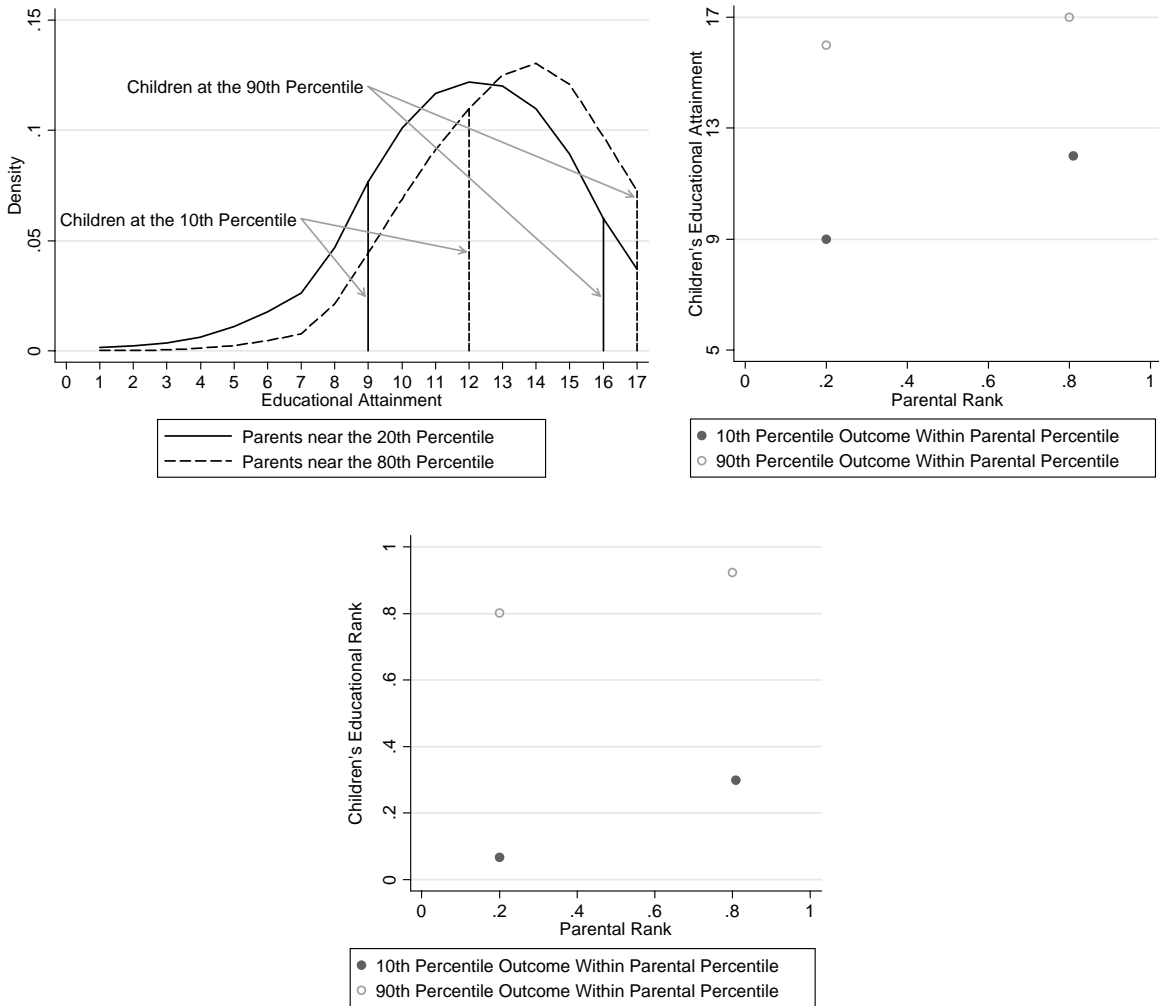 .15
.1
.05
0
Density
Children at the 90th Percentile
Children at the 10th Percentile
0 1 2 3 4 5 6 7 8 9 10 11 12 13 14 15 16 17
Educational Attainment
Parents near the 20th Percentile
Parents near the 80th Percentile
17
13
9
5
Children's Educational Attainment
0 .2 .4 .6 .8 1
Parental Rank
10th Percentile Outcome Within Parental Percentile
90th Percentile Outcome Within Parental Percentile
1
.8
.6
.4
.2
0
Children's Educational Rank
0 .2 .4 .6 .8 1
Parental Rank
10th Percentile Outcome Within Parental Percentile
90th Percentile Outcome Within Parental Percentile